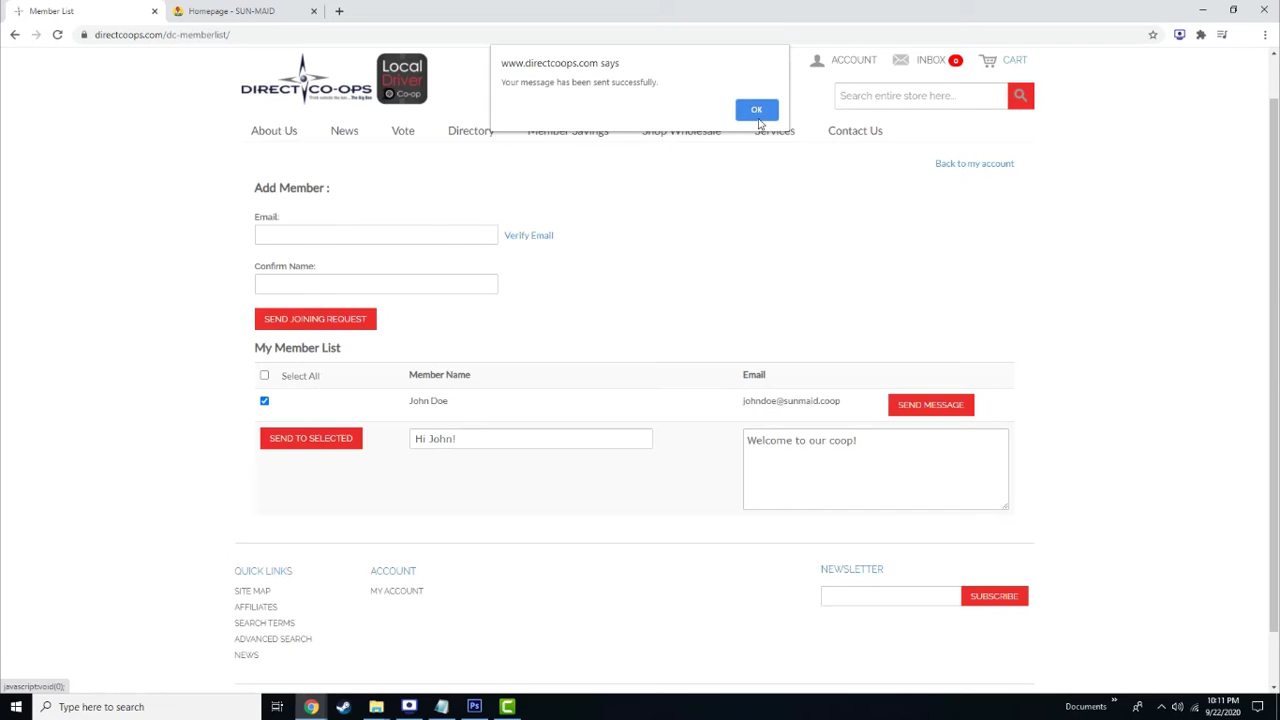 Member List
Homepage - SUN-MAID
directcoops.com/dc-memberlist/
www.directcoops.com says
Your message has been sent successfully.
OK
DIRECT CO-OPS
Local
Driver
Co-op
ACCOUNT
INBOX 0
CART
Search entire store here...
About Us
News
Vote
Directory
Member Savings
Shop Wholesale
Services
Contact Us
Back to my account
Add Member :
Email:
Verify Email
Confirm Name:
SEND JOINING REQUEST
My Member List
Select All
Member Name
Email
John Doe
johndoe@sunmaid.coop
SEND MESSAGE
SEND TO SELECTED
Hi John!
Welcome to our coop!
QUICK LINKS
SITE MAP
AFFILIATES
SEARCH TERMS
ADVANCED SEARCH
NEWS
ACCOUNT
MY ACCOUNT
NEWSLETTER
SUBSCRIBE
javascript:void(0);
Type here to search
Documents
10:11 PM
9/22/2020